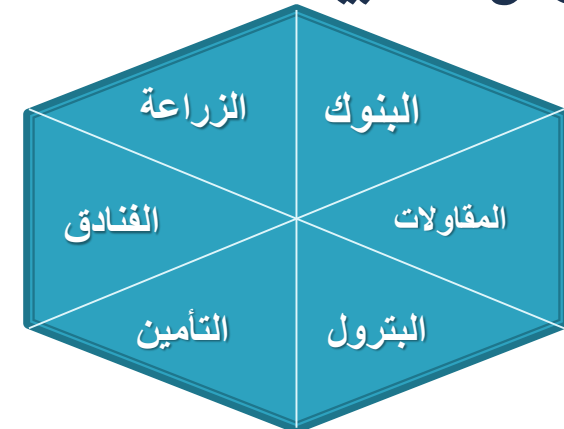 البنوك
الزراعة
المقاولات
الفنادق
البترول
التأمين